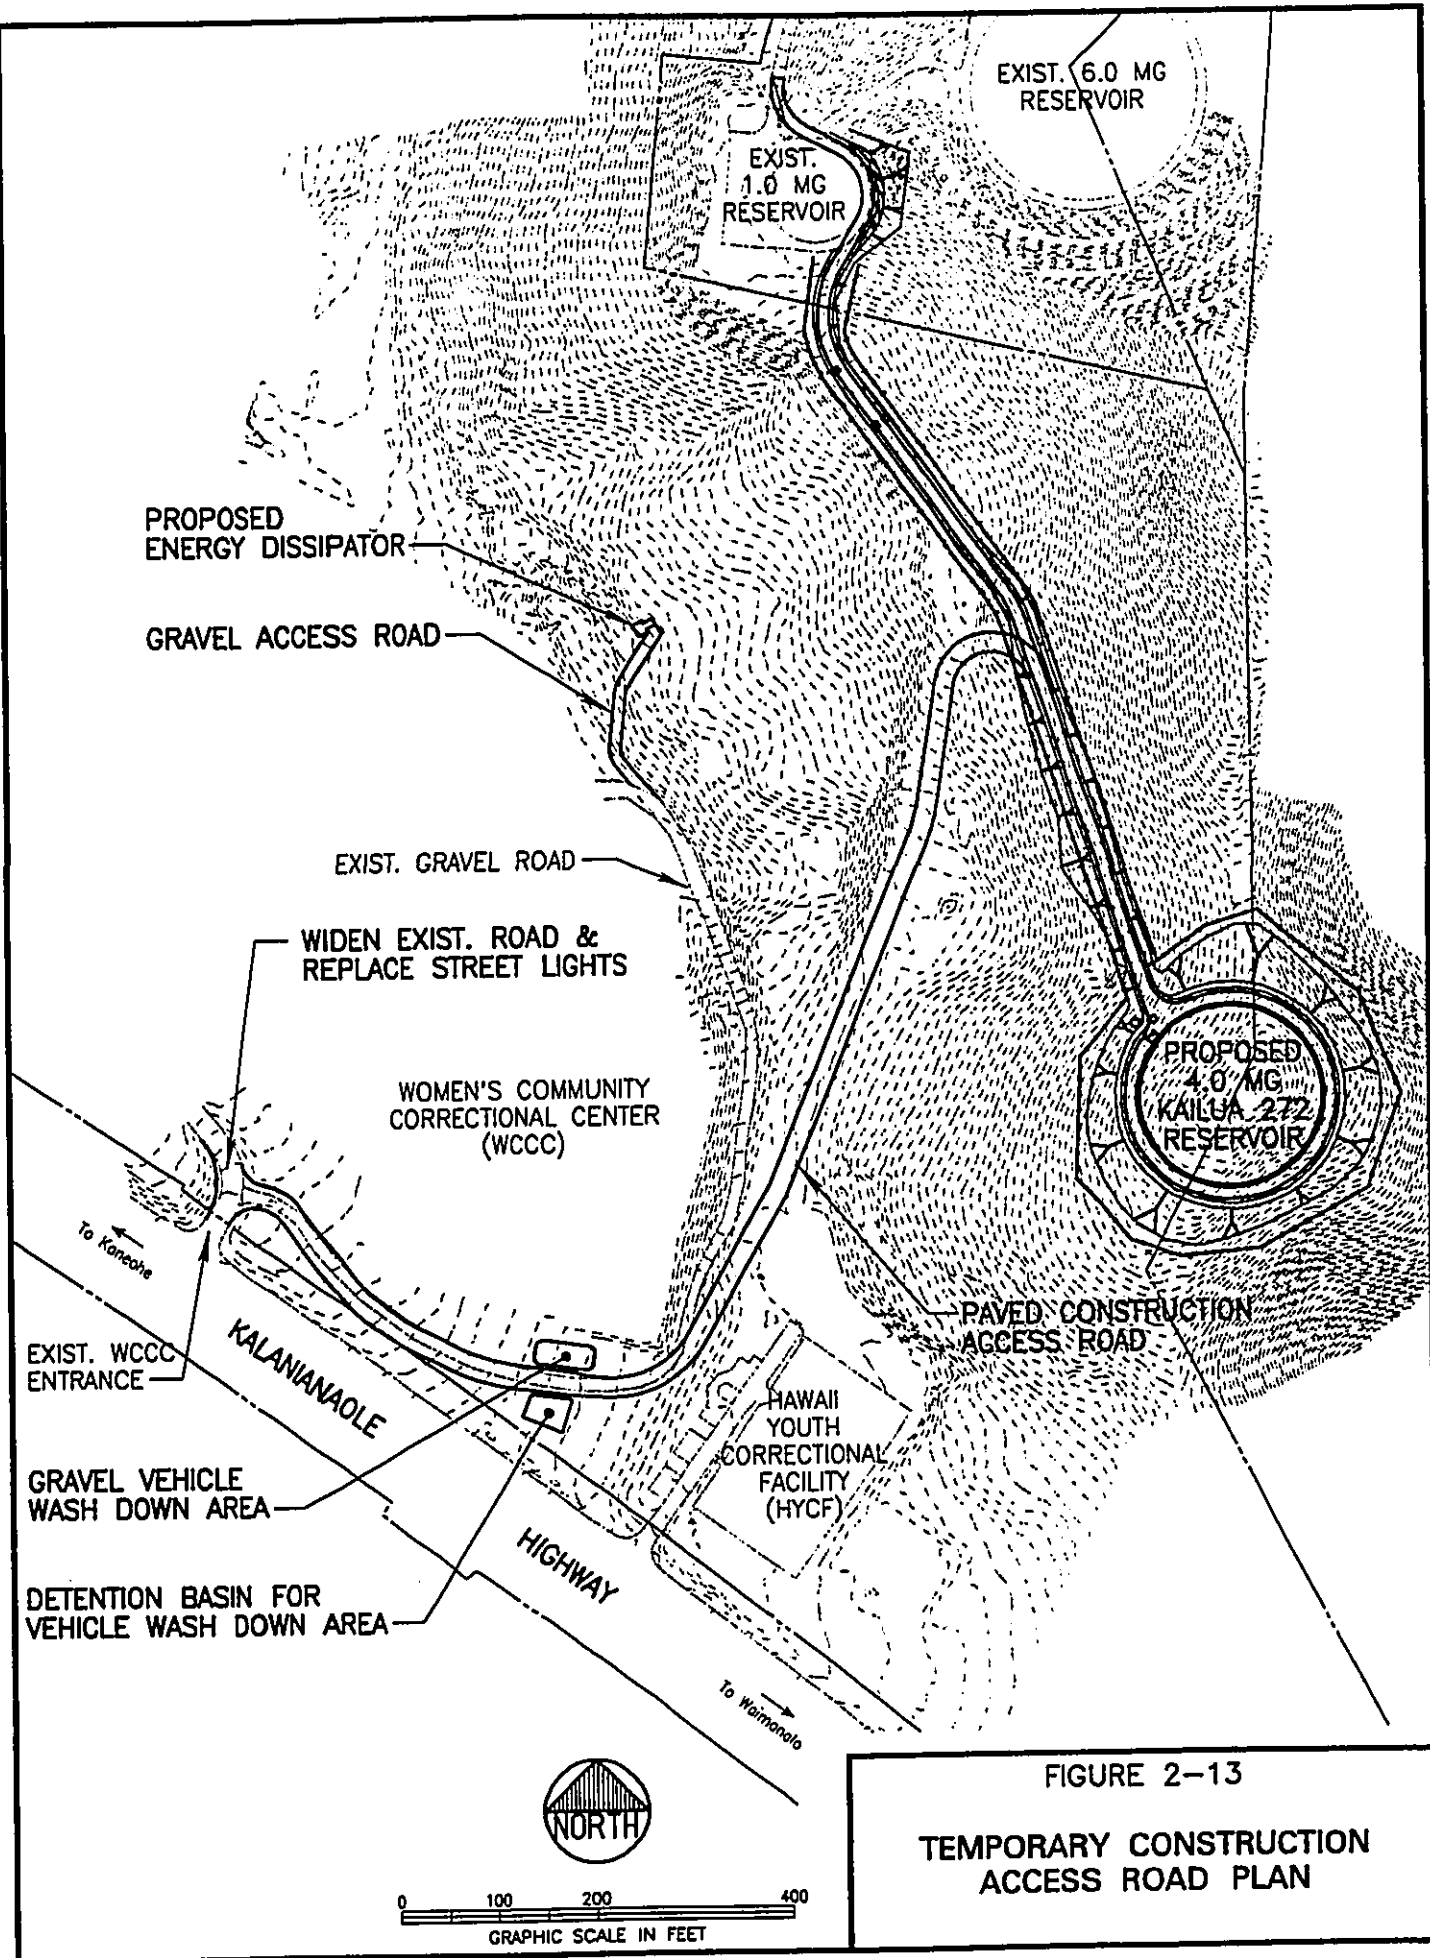 EXIST. 6.0 MG
RESERVOIR
EXIST.
1.0 MG
RESERVOIR
PROPOSED
ENERGY DISSIPATOR
GRAVEL ACCESS ROAD
EXIST. GRAVEL ROAD
WIDEN EXIST. ROAD &
REPLACE STREET LIGHTS
WOMEN'S COMMUNITY
CORRECTIONAL CENTER
(WCCC)
PROPOSED
4.0 MG
KAILUA 272
RESERVOIR
To Kaneohe
EXIST. WCCC
ENTRANCE
KALANIANAOLE
HIGHWAY
PAVED CONSTRUCTION
ACCESS ROAD
HAWAII
YOUTH
CORRECTIONAL
FACILITY
(HYCF)
GRAVEL VEHICLE
WASH DOWN AREA
DETENTION BASIN FOR
VEHICLE WASH DOWN AREA
To Waimanalo
NORTH
0 100 200 400
GRAPHIC SCALE IN FEET
FIGURE 2-13
TEMPORARY CONSTRUCTION
ACCESS ROAD PLAN